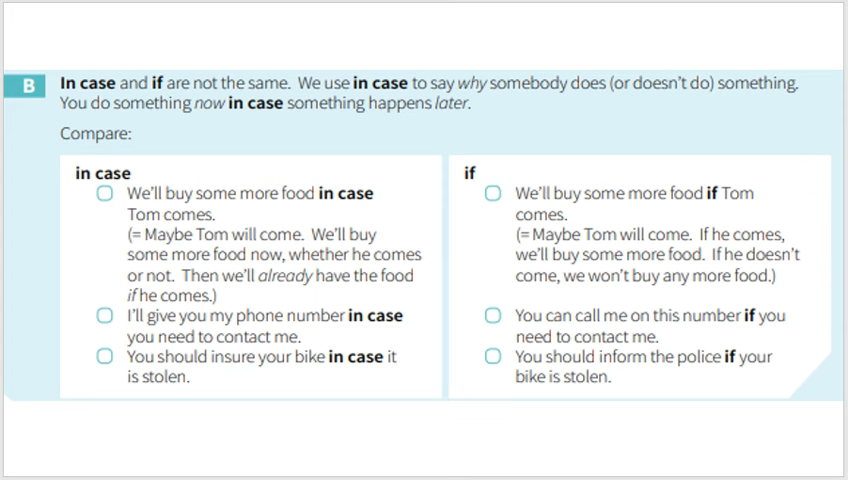 B
In case and if are not the same. We use in case to say why somebody does (or doesn't do) something.
You do something now in case something happens later.
Compare:
in case
We'll buy some more food in case
Tom comes.
(= Maybe Tom will come. We'll buy
some more food now, whether he comes
or not. Then we'll already have the food
if he comes.)
I'll give you my phone number in case
you need to contact me.
You should insure your bike in case it
is stolen.
if
We'll buy some more food if Tom
comes.
(= Maybe Tom will come. If he comes,
we'll buy some more food. If he doesn't
come, we won't buy any more food.)
You can call me on this number if you
need to contact me.
You should inform the police if your
bike is stolen.